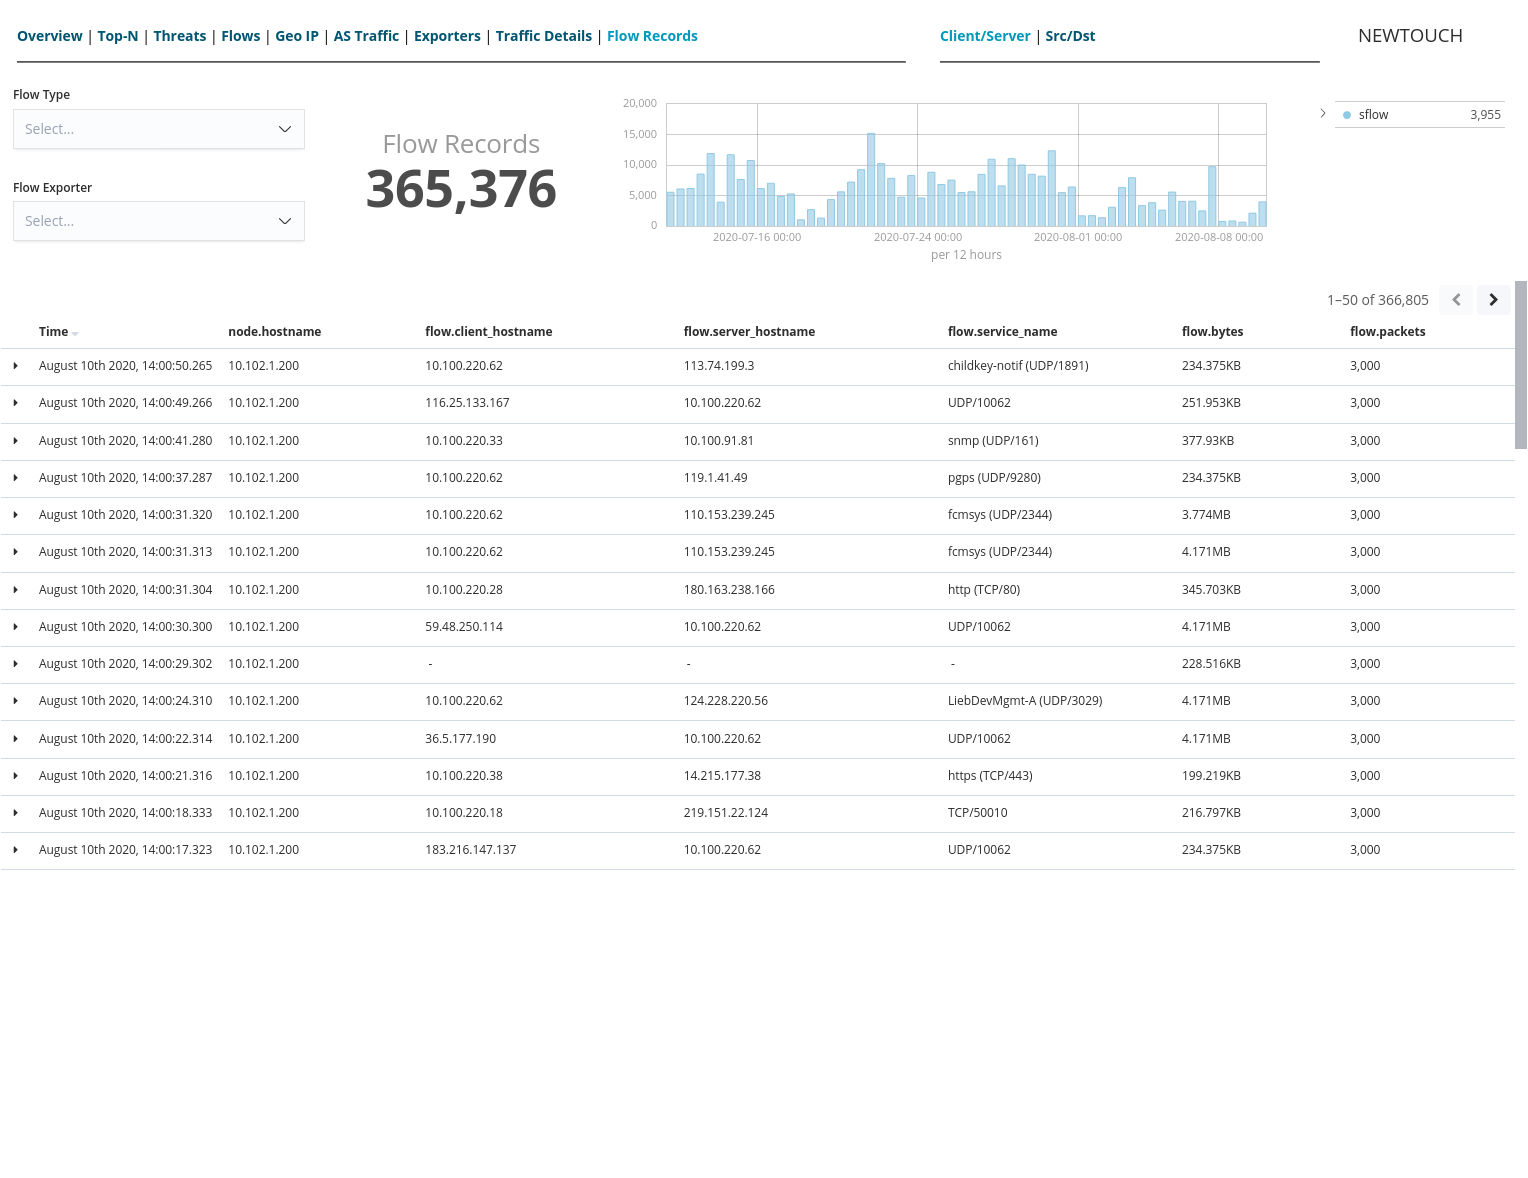 Overview | Top-N | Threats | Flows | Geo IP | AS Traffic | Exporters | Traffic Details | Flow Records
Client/Server | Src/Dst
NEWTOUCH
Flow Type
Select...
Flow Exporter
Select...
Flow Records
365,376
20,000
15,000
10,000
5,000
0
2020-07-16 00:00 2020-07-24 00:00 2020-08-01 00:00 2020-08-08 00:00
per 12 hours
sflow 3,955
1–50 of 366,805
Time node.hostname flow.client_hostname flow.server_hostname flow.service_name flow.bytes flow.packets
August 10th 2020, 14:00:50.265 10.102.1.200 10.100.220.62 113.74.199.3 childkey-notif (UDP/1891) 234.375KB 3,000
August 10th 2020, 14:00:49.266 10.102.1.200 116.25.133.167 10.100.220.62 UDP/10062 251.953KB 3,000
August 10th 2020, 14:00:41.280 10.102.1.200 10.100.220.33 10.100.91.81 snmp (UDP/161) 377.93KB 3,000
August 10th 2020, 14:00:37.287 10.102.1.200 10.100.220.62 119.1.41.49 pgps (UDP/9280) 234.375KB 3,000
August 10th 2020, 14:00:31.320 10.102.1.200 10.100.220.62 110.153.239.245 fcmsys (UDP/2344) 3.774MB 3,000
August 10th 2020, 14:00:31.313 10.102.1.200 10.100.220.62 110.153.239.245 fcmsys (UDP/2344) 4.171MB 3,000
August 10th 2020, 14:00:31.304 10.102.1.200 10.100.220.28 180.163.238.166 http (TCP/80) 345.703KB 3,000
August 10th 2020, 14:00:30.300 10.102.1.200 59.48.250.114 10.100.220.62 UDP/10062 4.171MB 3,000
August 10th 2020, 14:00:29.302 10.102.1.200 - - - 228.516KB 3,000
August 10th 2020, 14:00:24.310 10.102.1.200 10.100.220.62 124.228.220.56 LiebDevMgmt-A (UDP/3029) 4.171MB 3,000
August 10th 2020, 14:00:22.314 10.102.1.200 36.5.177.190 10.100.220.62 UDP/10062 4.171MB 3,000
August 10th 2020, 14:00:21.316 10.102.1.200 10.100.220.38 14.215.177.38 https (TCP/443) 199.219KB 3,000
August 10th 2020, 14:00:18.333 10.102.1.200 10.100.220.18 219.151.22.124 TCP/50010 216.797KB 3,000
August 10th 2020, 14:00:17.323 10.102.1.200 183.216.147.137 10.100.220.62 UDP/10062 234.375KB 3,000